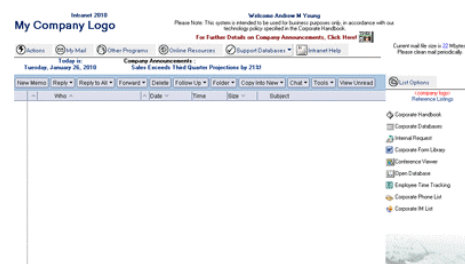 Intranet 2010
My Company Logo
Welcome Andrew M Young
Please Note: This system is intended to be used for business purposes only, in accordance with our
technology policy specified in the Corporate Handbook.
For Further Details on Company Announcements, Click Here!
Actions
My Mail
Other Programs
Online Resources
Support Databases
Intranet Help
Current mail file size is 22 Mbytes
Please clean mail periodically.
Today is:
Tuesday, January 26, 2010
Company Announcements:
Sales Exceeds Third Quarter Projections by 213%!
New Memo
Reply
Reply to All
Forward
Delete
Follow Up
Folder
Copy Into New
Chat
Tools
View Unread
List Options
Who
Date
Time
Size
Subject
<company logo>
Reference Listings
Corporate Handbook
Corporate Databases
Internal Request
Corporate Form Library
Conference Viewer
Open Database
Employee Time Tracking
Corporate Phone List
Corporate IM List